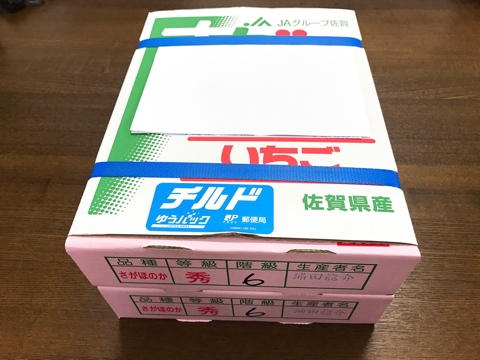 JA
JAグループ佐賀
いちご
チルド
ゆうパック
JP 郵便局
佐賀県産
品種 等級 階級 生産者名
さがほのか 秀 6
品種 等級 階級 生産者名
さがほのか 秀 6